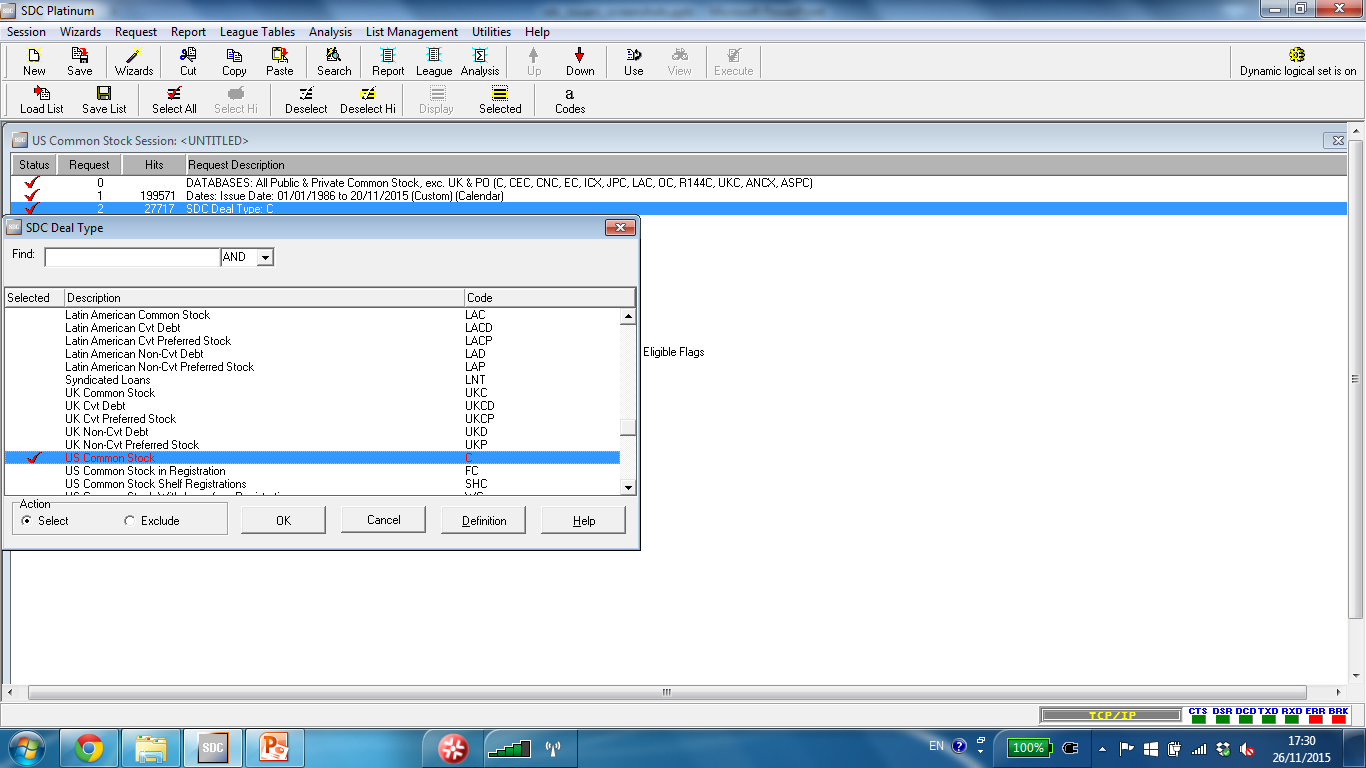 SDC Platinum
Session Wizards Request Report League Tables Analysis List Management Utilities Help
New Save Wizards Cut Copy Paste Search Report League Analysis Up Down Use View Execute Dynamic logical set is on
Load List Save List Select All Select Hi Deselect Deselect Hi Display Selected Codes
US Common Stock Session: <UNTITLED>
Status Request Hits Request Description
0 DATABASES: All Public & Private Common Stock, exc. UK & PO (C, CEC, CNC, EC, ICX, JPC, LAC, OC, R144C, UKC, ANCX, ASPC)
1 199571 Dates: Issue Date: 01/01/1986 to 20/11/2015 (Custom) (Calendar)
2 27717 SDC Deal Type: C
SDC Deal Type
Find: AND
Selected Description Code
Latin American Common Stock LAC
Latin American Cvt Debt LACD
Latin American Cvt Preferred Stock LACP
Latin American Non-Cvt Debt LAD
Eligible Flags
Latin American Non-Cvt Preferred Stock LAP
Syndicated Loans LNT
UK Common Stock UKC
UK Cvt Debt UKCD
UK Cvt Preferred Stock UKCP
UK Non-Cvt Debt UKD
UK Non-Cvt Preferred Stock UKP
US Common Stock C
US Common Stock in Registration FC
US Common Stock Shelf Registrations SHC
Action
Select Exclude OK Cancel Definition Help
TCP/IP CTS DSR DCD TXD RXD ERR BRK
SDC EN 100% 17:30
26/11/2015